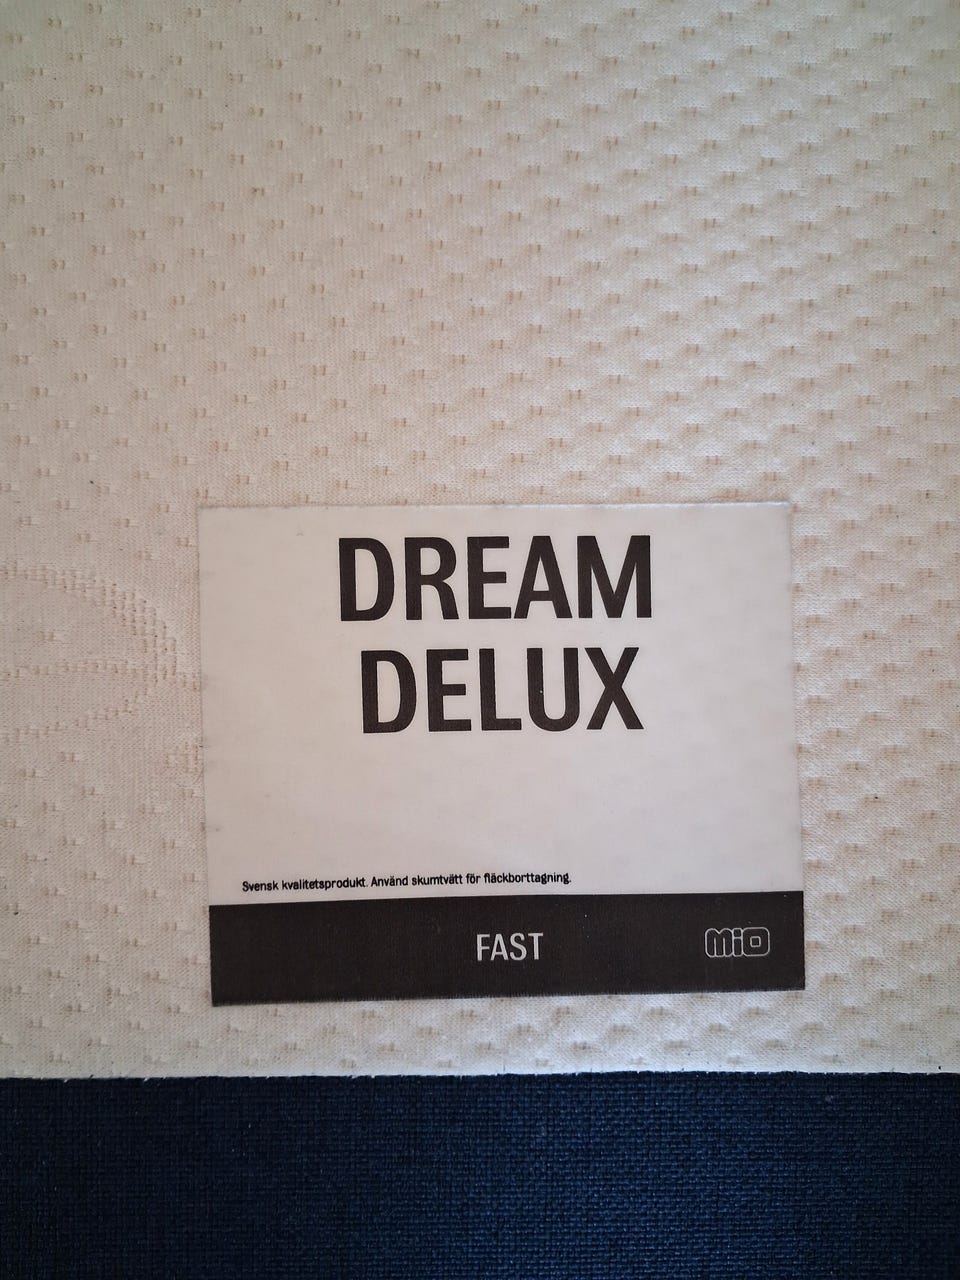 DREAM
DELUX
Svensk kvalitetsprodukt. Använd skumtvätt för fläckborttagning.
FAST
MiO